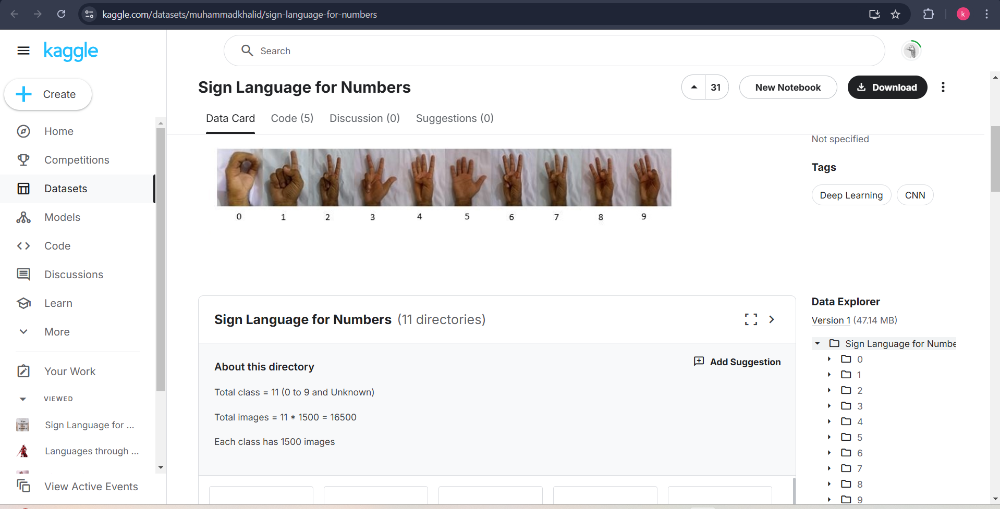 kaggle.com/datasets/muhammadkhalid/sign-language-for-numbers
k
kaggle
Search
Create
Home
Competitions
Datasets
Models
Code
Discussions
Learn
More
Your Work
VIEWED
Sign Language for ...
Languages through ...
View Active Events
Sign Language for Numbers
31
New Notebook
Download
Data Card
Code (5)
Discussion (0)
Suggestions (0)
0 1 2 3 4 5 6 7 8 9
Not specified
Tags
Deep Learning
CNN
Sign Language for Numbers (11 directories)
About this directory
Add Suggestion
Total class = 11 (0 to 9 and Unknown)
Total images = 11 * 1500 = 16500
Each class has 1500 images
Data Explorer
Version 1 (47.14 MB)
Sign Language for Numbe
0
1
2
3
4
5
6
7
8
9